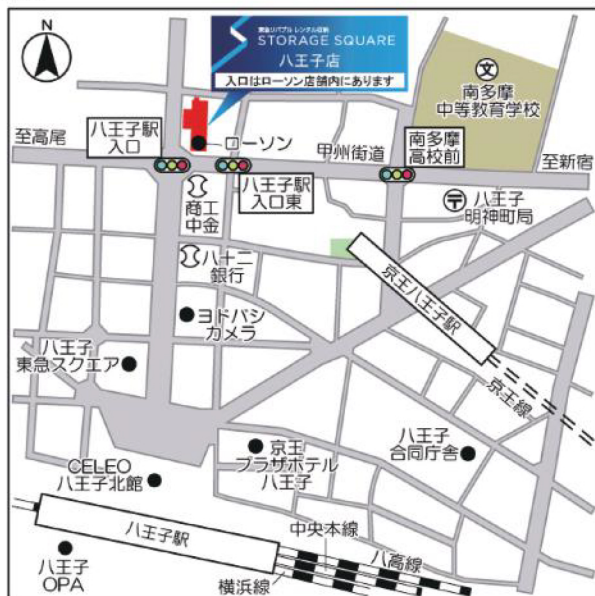 N
東急リバブル レンタル収納
STORAGE SQUARE
八王子店
入口はローソン店舗内にあります
文
南多摩
中等教育学校
至高尾
八王子駅
入口
ローソン
甲州街道
南多摩
高校前
至新宿
八王子駅
入口東
商工
中金
八王子
明神町局
八十二
銀行
京王八王子駅
ヨドバシ
カメラ
八王子
東急スクエア
京王線
京王
プラザホテル
八王子
八王子
合同庁舎
CELEO
八王子北館
八王子駅
中央本線
八高線
横浜線
八王子
OPA